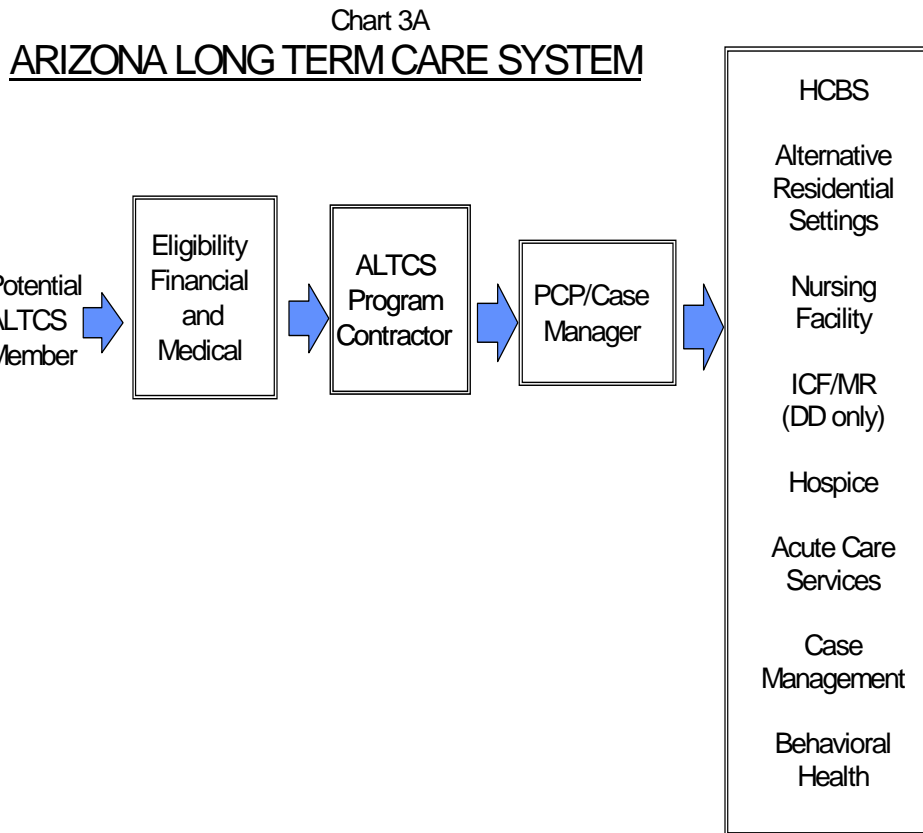 Chart 3A
ARIZONA LONG TERM CARE SYSTEM
Potential
ALTCS
Member
Eligibility
Financial
and
Medical
ALTCS
Program
Contractor
PCP/Case
Manager
HCBS
Alternative
Residential
Settings
Nursing
Facility
ICF/MR
(DD only)
Hospice
Acute Care
Services
Case
Management
Behavioral
Health